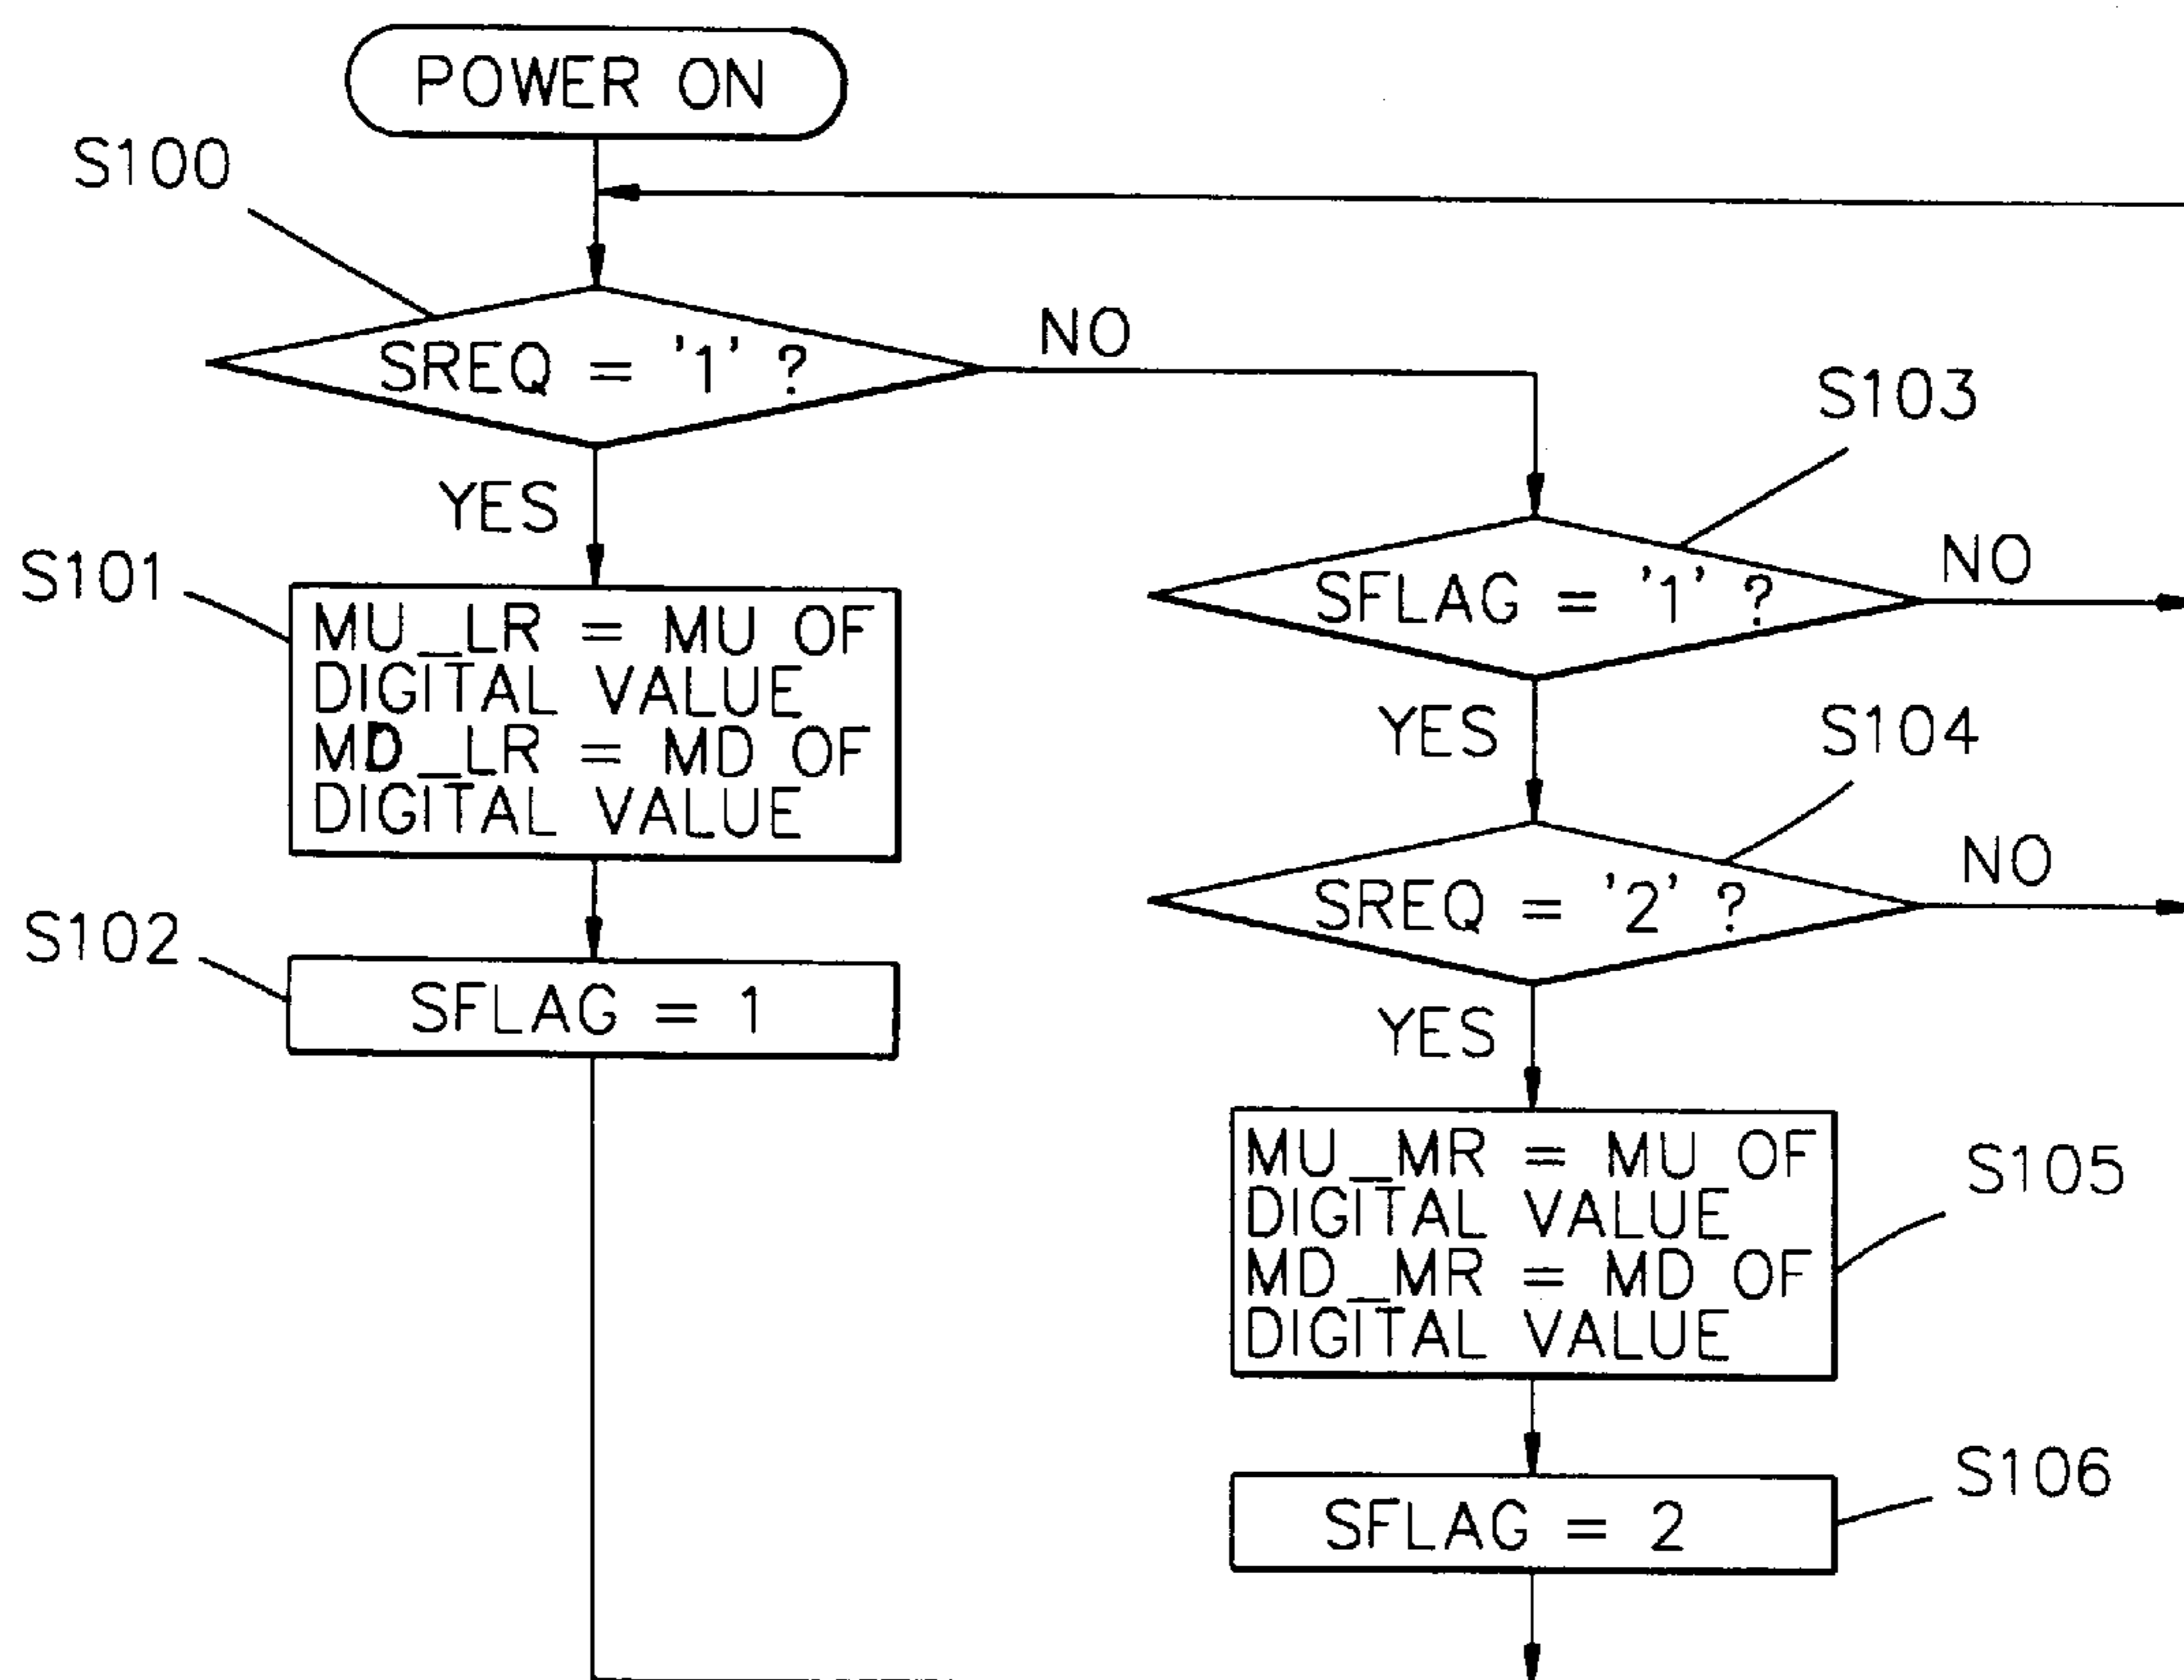 POWER ON
S100
SREQ = '1' ?
NO
YES
S101
MU_LR = MU OF
DIGITAL VALUE
MD_LR = MD OF
DIGITAL VALUE
S102
SFLAG = 1
S103
SFLAG = '1' ?
NO
YES
S104
SREQ = '2' ?
NO
YES
MU_MR = MU OF
DIGITAL VALUE
MD_MR = MD OF
DIGITAL VALUE
S105
SFLAG = 2
S106